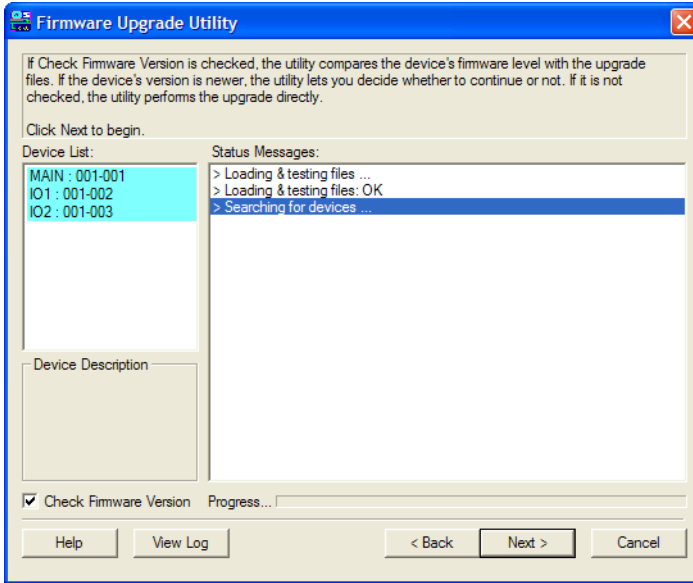 Firmware Upgrade Utility
If Check Firmware Version is checked, the utility compares the device's firmware level with the upgrade
files. If the device's version is newer, the utility lets you decide whether to continue or not. If it is not
checked, the utility performs the upgrade directly.
Click Next to begin.
Device List:
Status Messages:
MAIN : 001-001
IO1 : 001-002
IO2 : 001-003
> Loading & testing files ...
> Loading & testing files: OK
> Searching for devices ...
Device Description
Check Firmware Version
Progress...
Help
View Log
< Back
Next >
Cancel